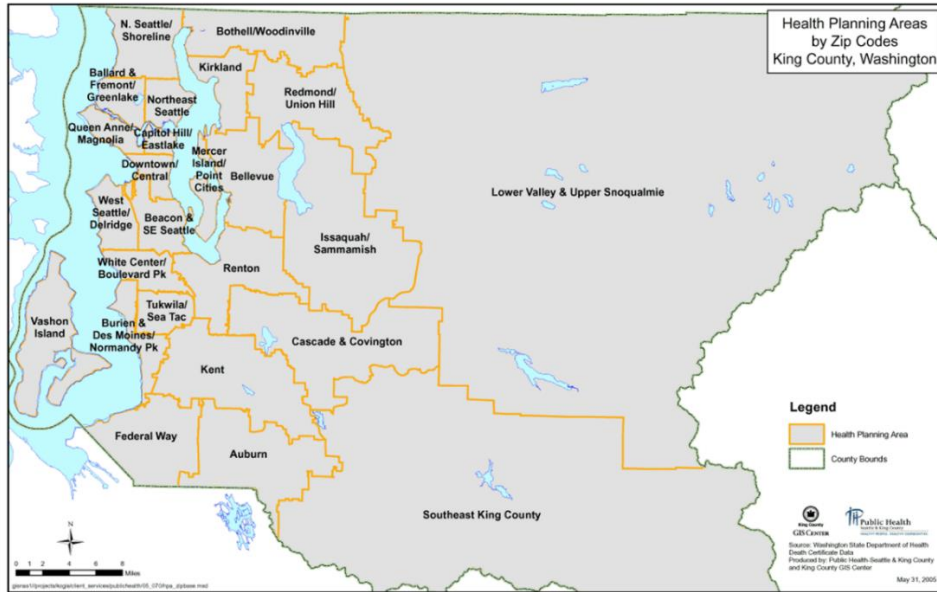 Health Planning Areas
by Zip Codes
King County, Washington
N. Seattle/
Shoreline
Bothell/Woodinville
Kirkland
Ballard &
Fremont/
Greenlake
Northeast
Seattle
Redmond/
Union Hill
Queen Anne/
Magnolia
Capitol Hill/
Eastlake
Mercer
Island/
Point
Cities
Downtown/
Central
Bellevue
Lower Valley & Upper Snoqualmie
West
Seattle/
Delridge
Beacon &
SE Seattle
Issaquah/
Sammamish
White Center/
Boulevard Pk
Renton
Vashon
Island
Tukwila/
Sea Tac
Burien &
Des Moines/
Normandy Pk
Cascade & Covington
Kent
Federal Way
Auburn
Southeast King County
Legend
Health Planning Area
County Bounds
N
0 1 2 4 6 8
Miles
King County
GIS CENTER
Public Health
Seattle & King County
Source: Washington State Department of Health
Death Certificate Data
Produced by: Public Health-Seattle & King County
and King County GIS Center
May 31, 2005